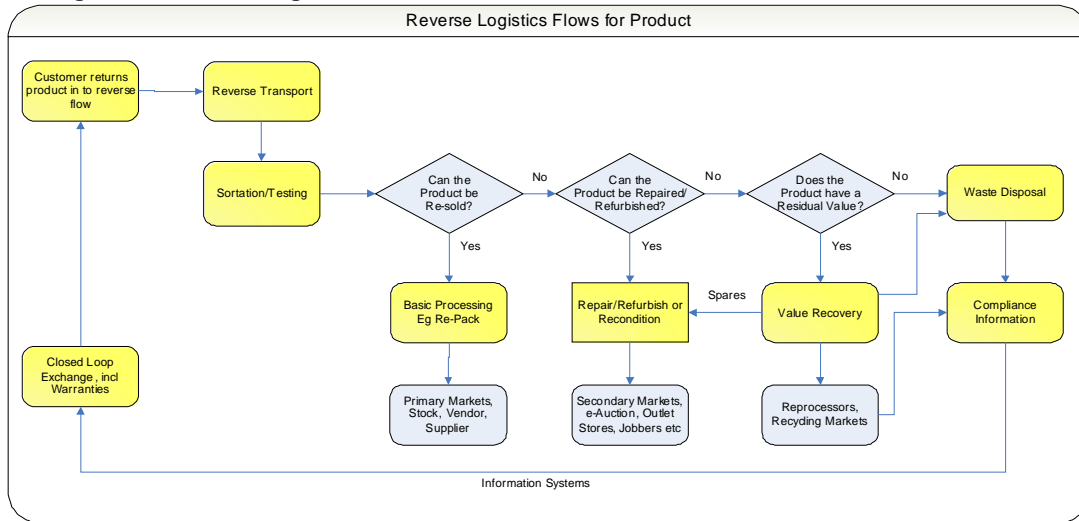 Reverse Logistics Flows for Product
Customer returns
product in to reverse
flow
Reverse Transport
Sortation/Testing
Can the
Product be
Re-sold?
No
Can the
Product be Repaired/
Refurbished?
No
Does the
Product have a
Residual Value?
No
Waste Disposal
Yes
Yes
Yes
Basic Processing
Eg Re-Pack
Repair/Refurbish or
Recondition
Spares
Value Recovery
Compliance
Information
Closed Loop
Exchange , incl
Warranties
Primary Markets,
Stock, Vendor,
Supplier
Secondary Markets,
e-Auction, Outlet
Stores, Jobbers etc
Reprocessors,
Recycling Markets
Information Systems